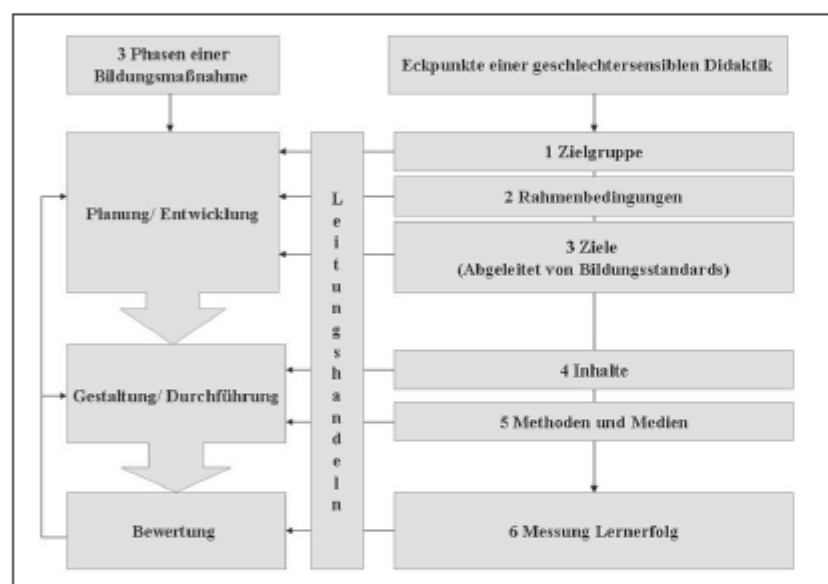 3 Phasen einer
Bildungsmaßnahme
Eckpunkte einer geschlechtersensiblen Didaktik
Planung/ Entwicklung
Gestaltung/ Durchführung
Bewertung
Leitungshandeln
1 Zielgruppe
2 Rahmenbedingungen
3 Ziele
(Abgeleitet von Bildungsstandards)
4 Inhalte
5 Methoden und Medien
6 Messung Lernerfolg